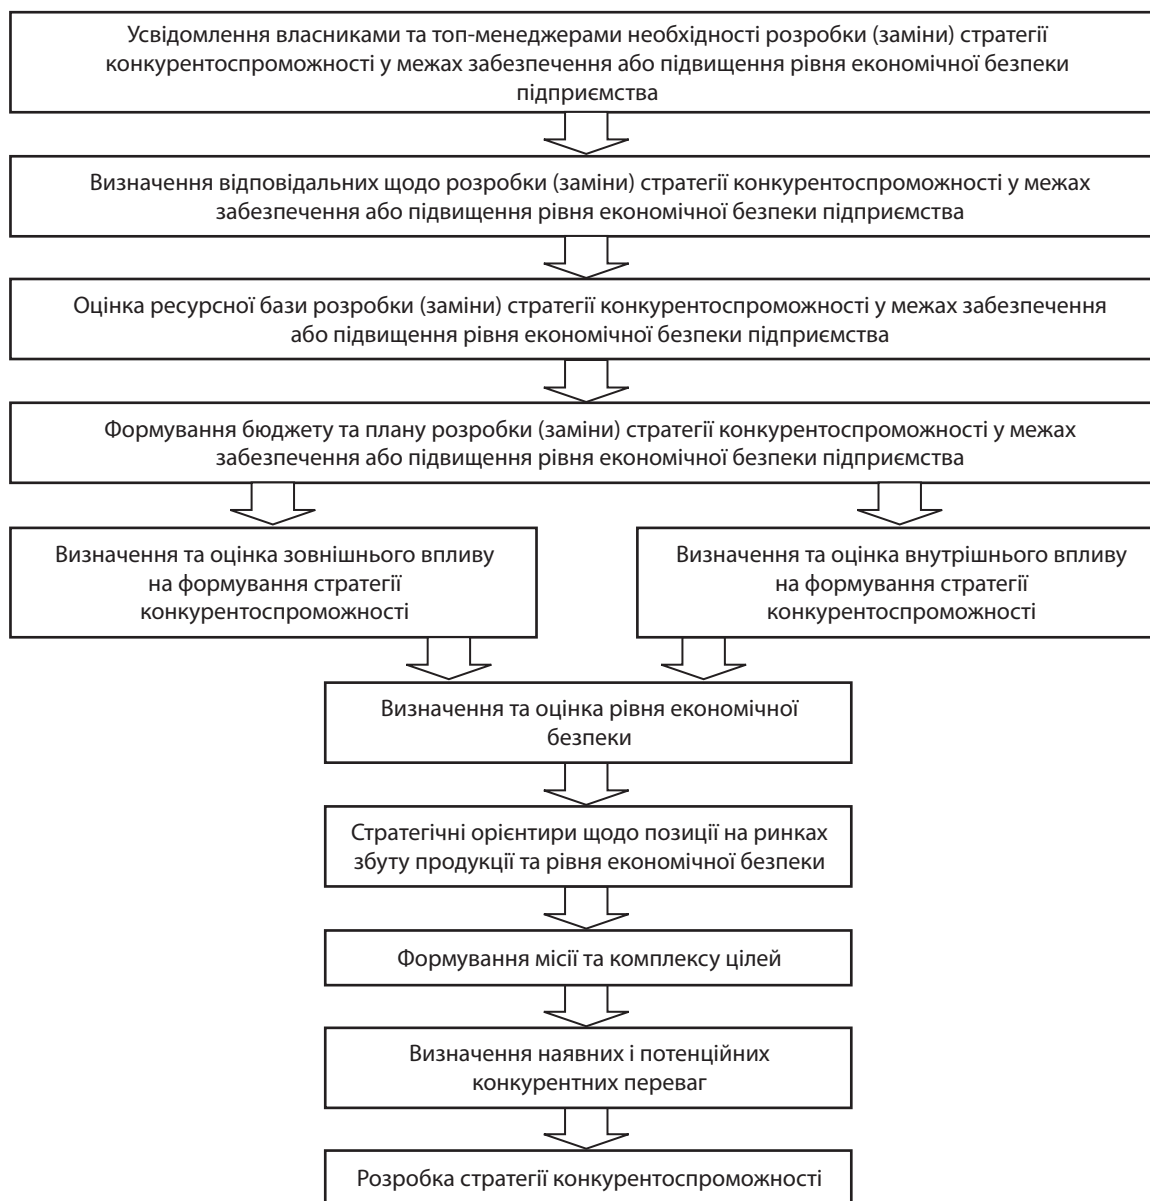 Усвідомлення власниками та топ-менеджерами необхідності розробки (заміни) стратегії
конкурентоспроможності у межах забезпечення або підвищення рівня економічної безпеки
підприємства
Визначення відповідальних щодо розробки (заміни) стратегії конкурентоспроможності у межах
забезпечення або підвищення рівня економічної безпеки підприємства
Оцінка ресурсної бази розробки (заміни) стратегії конкурентоспроможності у межах забезпечення
або підвищення рівня економічної безпеки підприємства
Формування бюджету та плану розробки (заміни) стратегії конкурентоспроможності у межах
забезпечення або підвищення рівня економічної безпеки підприємства
Визначення та оцінка зовнішнього впливу
на формування стратегії
конкурентоспроможності
Визначення та оцінка внутрішнього впливу
на формування стратегії
конкурентоспроможності
Визначення та оцінка рівня економічної
безпеки
Стратегічні орієнтири щодо позиції на ринках
збуту продукції та рівня економічної безпеки
Формування місії та комплексу цілей
Визначення наявних і потенційних
конкурентних переваг
Розробка стратегії конкурентоспроможності